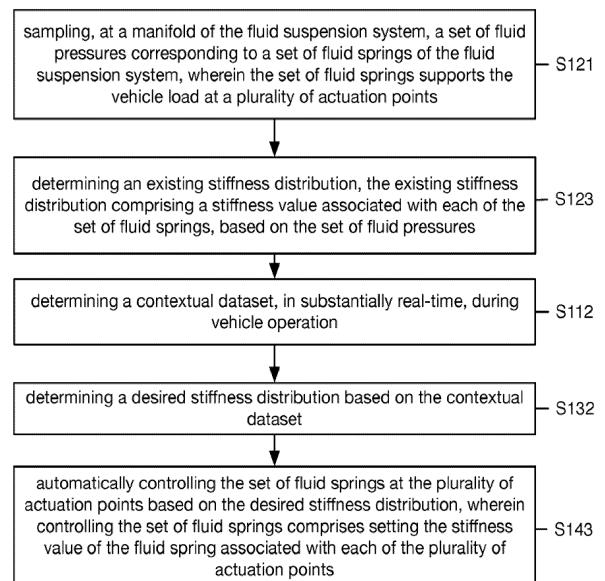 sampling, at a manifold of the fluid suspension system, a set of fluid
pressures corresponding to a set of fluid springs of the fluid
suspension system, wherein the set of fluid springs supports the
vehicle load at a plurality of actuation points
S121
determining an existing stiffness distribution, the existing stiffness
distribution comprising a stiffness value associated with each of the
set of fluid springs, based on the set of fluid pressures
S123
determining a contextual dataset, in substantially real-time, during
vehicle operation
S112
determining a desired stiffness distribution based on the contextual
dataset
S132
automatically controlling the set of fluid springs at the plurality of
actuation points based on the desired stiffness distribution, wherein
controlling the set of fluid springs comprises setting the stiffness
value of the fluid spring associated with each of the plurality of
actuation points
S143